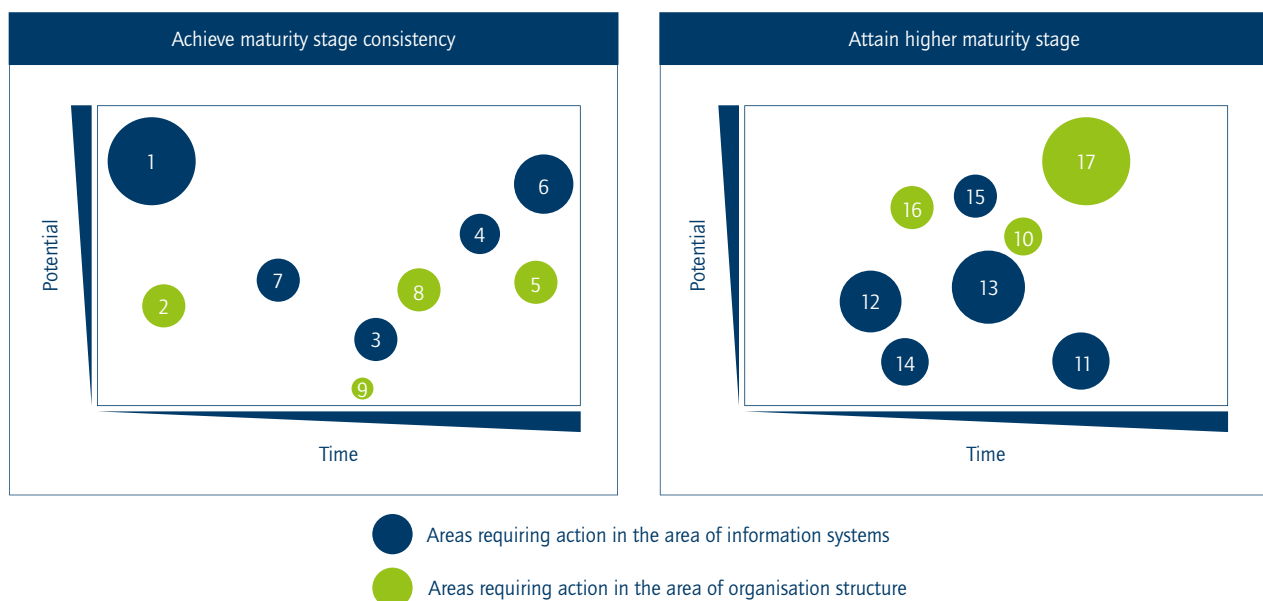 Achieve maturity stage consistency
Potential
1
6
4
7
5
8
2
3
9
Time
Attain higher maturity stage
Potential
17
15
16
10
13
12
14
11
Time
Areas requiring action in the area of information systems
Areas requiring action in the area of organisation structure